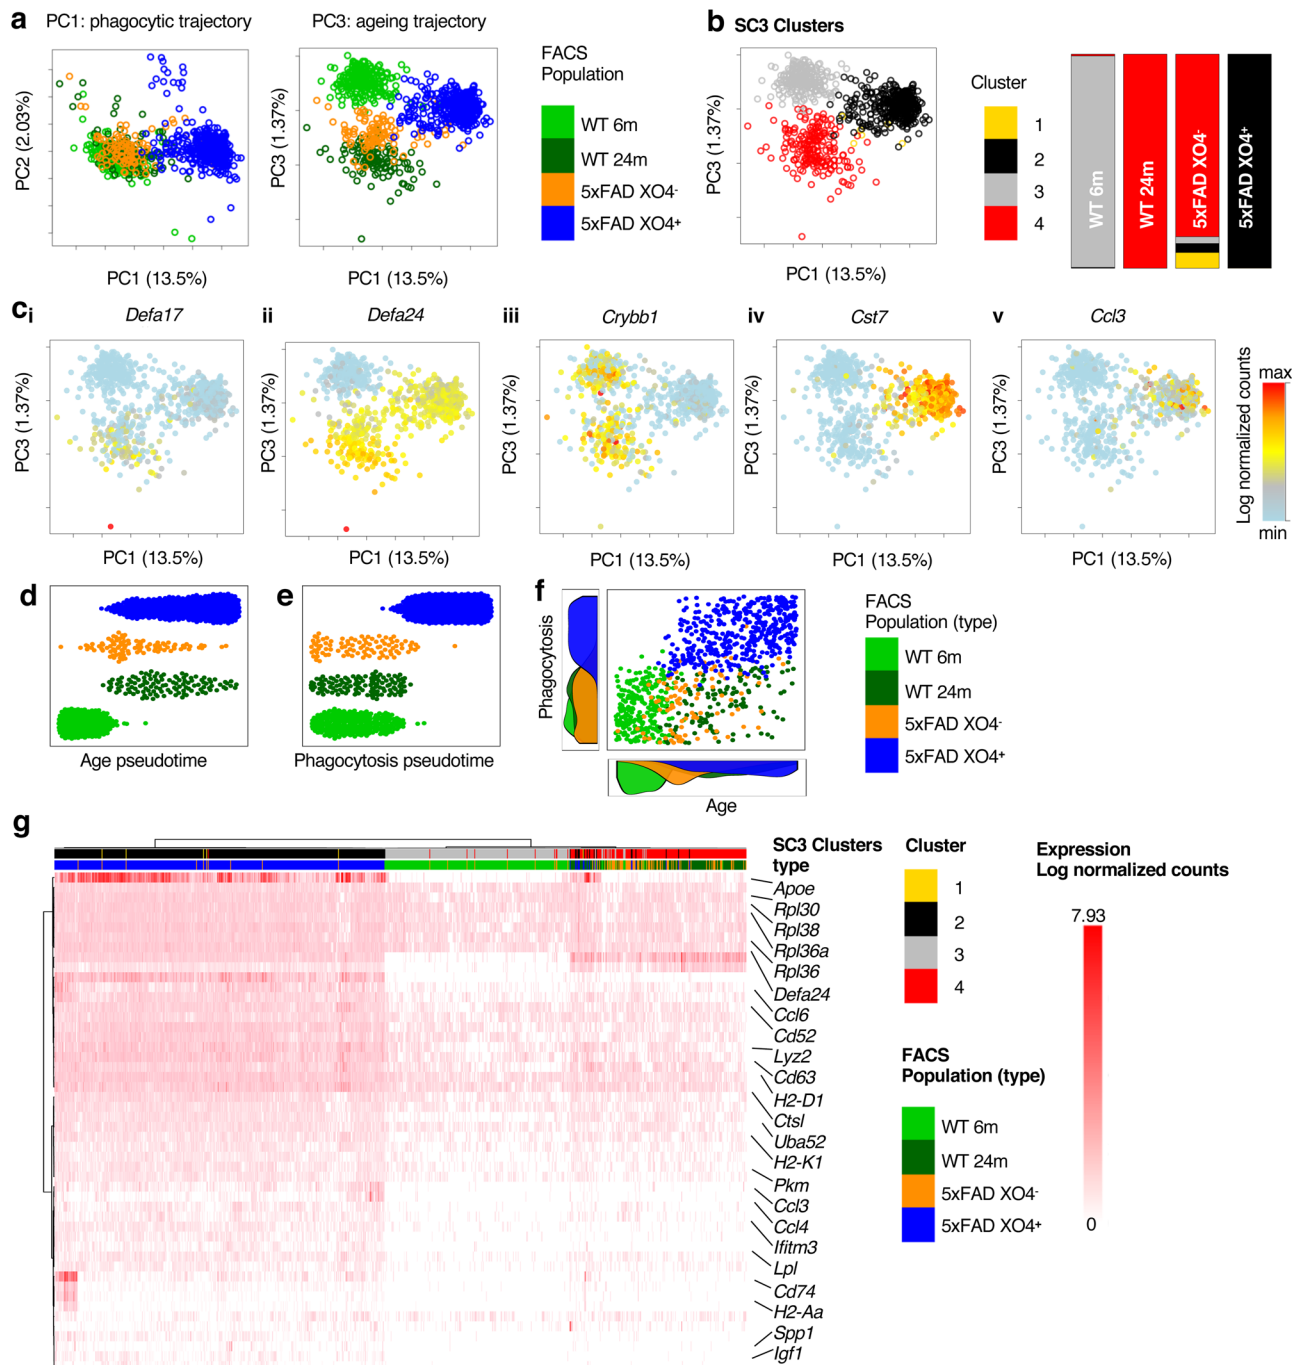 a
PC1: phagocytic trajectory
PC3: ageing trajectory
PC2 (2.03%)
PC1 (13.5%)
PC3 (1.37%)
PC1 (13.5%)
FACS
Population
WT 6m
WT 24m
5xFAD XO4-
5xFAD XO4+
b SC3 Clusters
PC3 (1.37%)
PC1 (13.5%)
Cluster
1
2
3
4
WT 6m
WT 24m
5xFAD XO4-
5xFAD XO4+
c
i Defa17
PC3 (1.37%)
PC1 (13.5%)
ii Defa24
PC3 (1.37%)
PC1 (13.5%)
iii Crybb1
PC3 (1.37%)
PC1 (13.5%)
iv Cst7
PC3 (1.37%)
PC1 (13.5%)
v Ccl3
PC3 (1.37%)
PC1 (13.5%)
Log normalized counts
max
min
d
Age pseudotime
e
Phagocytosis pseudotime
f
Phagocytosis
Age
FACS
Population (type)
WT 6m
WT 24m
5xFAD XO4-
5xFAD XO4+
g
SC3 Clusters
type
Apoe
Rpl30
Rpl38
Rpl36a
Rpl36
Defa24
Ccl6
Cd52
Lyz2
Cd63
H2-D1
Ctsl
Uba52
H2-K1
Pkm
Ccl3
Ccl4
Ifitm3
Lpl
Cd74
H2-Aa
Spp1
Igf1
Cluster
1
2
3
4
FACS
Population (type)
WT 6m
WT 24m
5xFAD XO4-
5xFAD XO4+
Expression
Log normalized counts
7.93
0